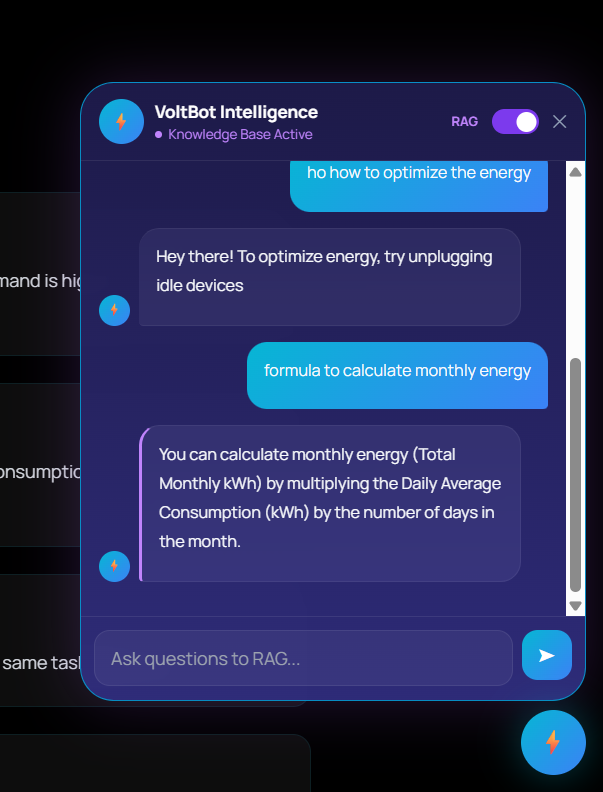 VoltBot Intelligence
Knowledge Base Active
RAG
ho how to optimize the energy
Hey there! To optimize energy, try unplugging
idle devices
mand is hig
formula to calculate monthly energy
onsumptic
You can calculate monthly energy (Total
Monthly kWh) by multiplying the Daily Average
Consumption (kWh) by the number of days in
the month.
same task
Ask questions to RAG...